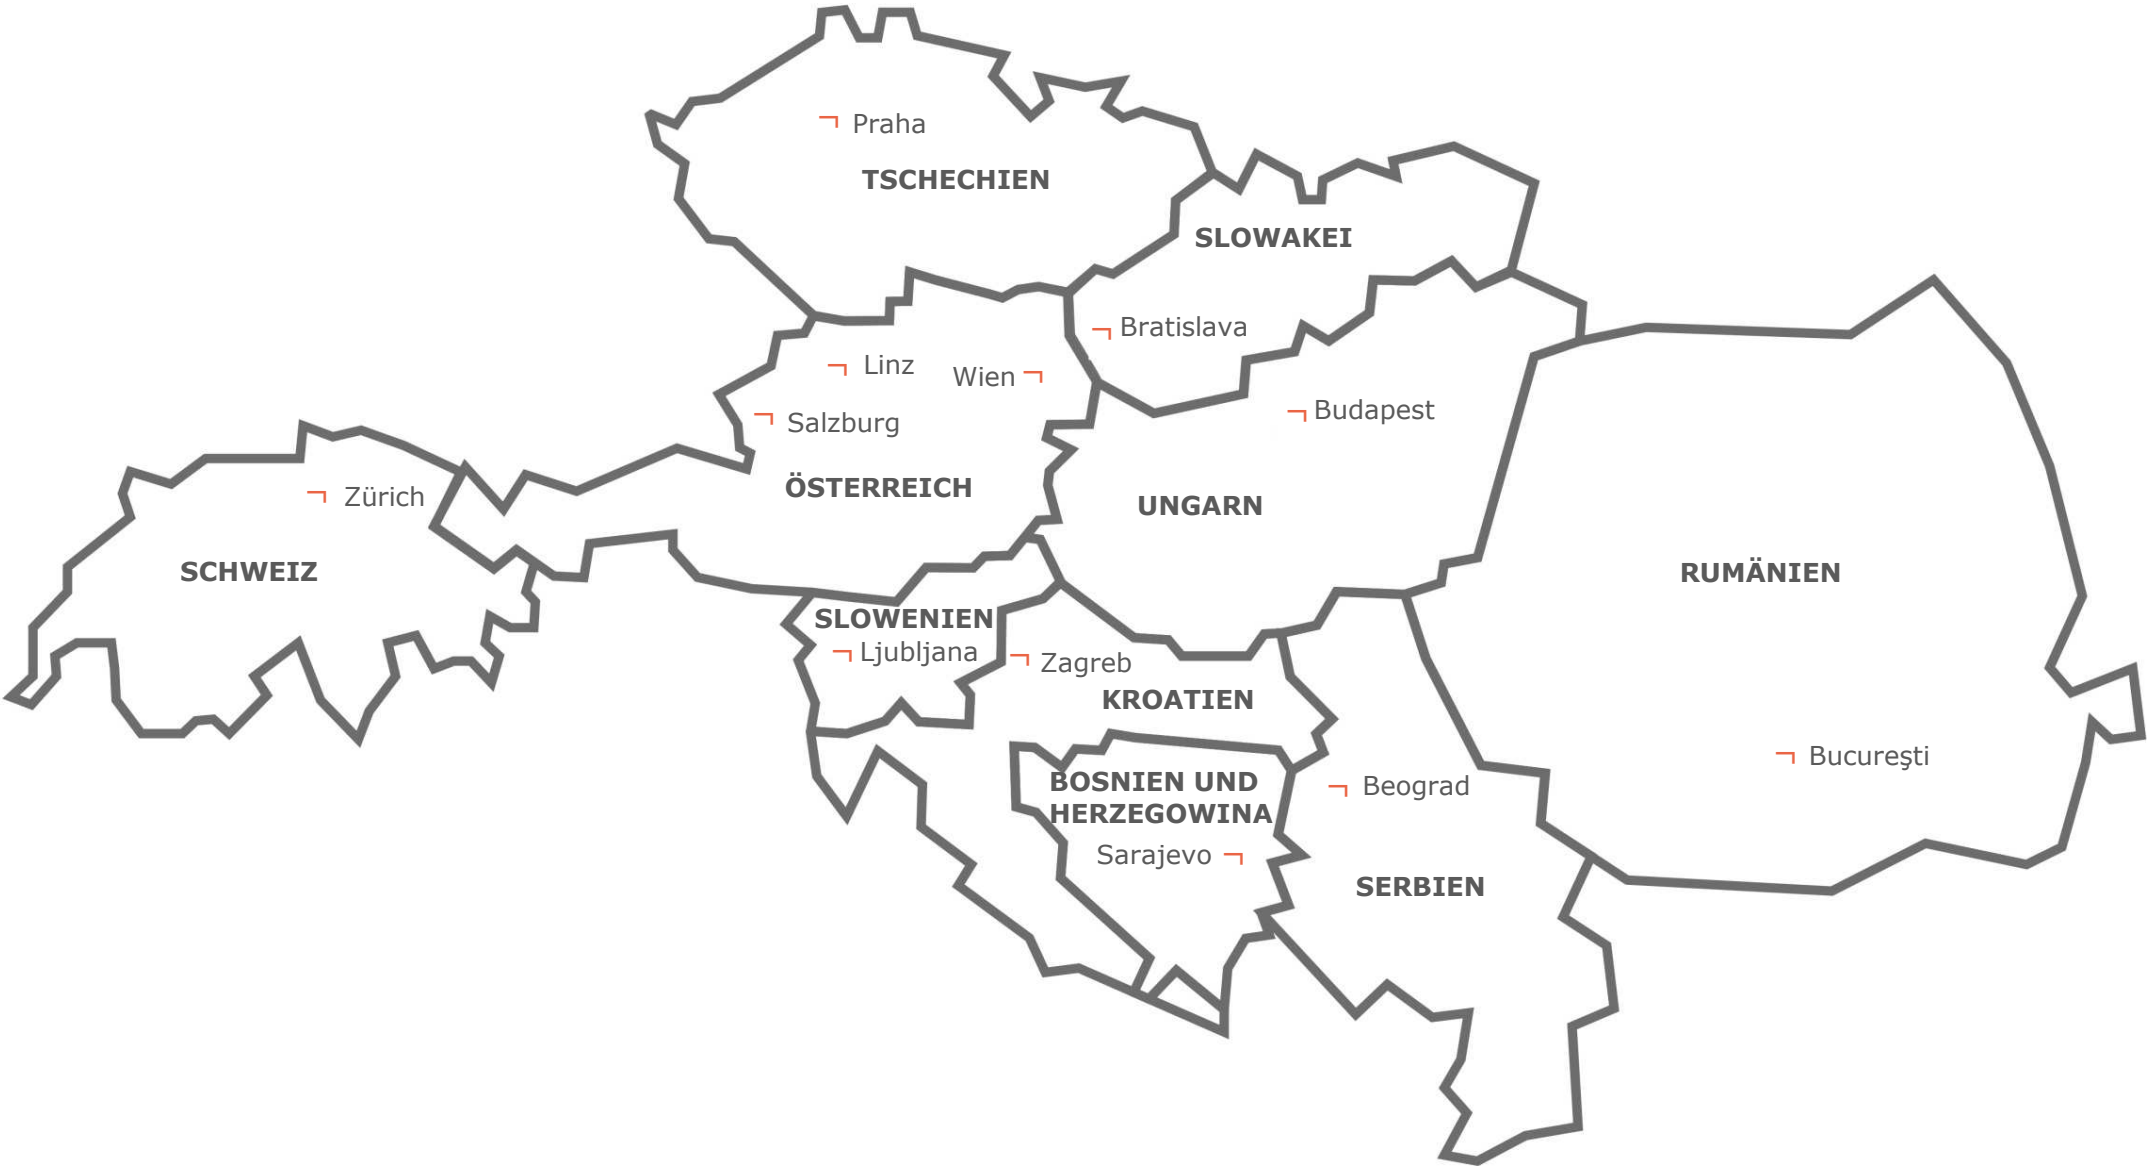 Praha
TSCHECHIEN
SLOWAKEI
Bratislava
Linz
Wien
Budapest
Salzburg
ÖSTERREICH
Zürich
UNGARN
SCHWEIZ
RUMÄNIEN
SLOWENIEN
Ljubljana
Zagreb
KROATIEN
Bucureşti
BOSNIEN UND
HERZEGOWINA
Beograd
Sarajevo
SERBIEN